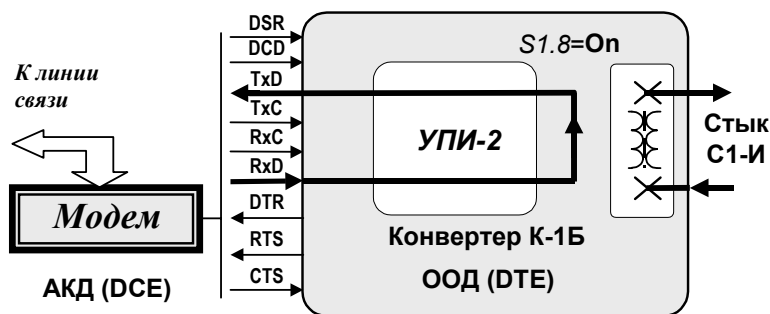 DSR
S1.8=On
DCD
К линии
связи
TxD
TxC
Стык
С1-И
УПИ-2
RxC
RxD
DTR
Модем
RTS
Конвертер К-1Б
CTS
АКД (DCE)
ООД (DTE)